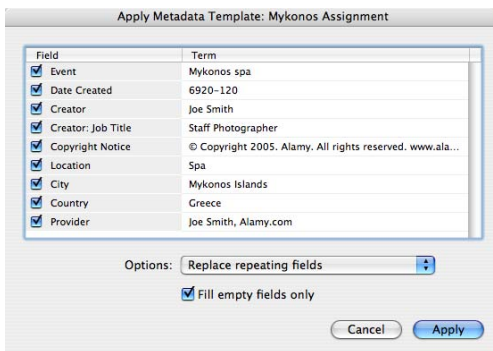 Apply Metadata Template: Mykonos Assignment
Field Term
Event Mykonos spa
Date Created 6920-120
Creator Joe Smith
Creator: Job Title Staff Photographer
Copyright Notice © Copyright 2005. Alamy. All rights reserved. www.ala...
Location Spa
City Mykonos Islands
Country Greece
Provider Joe Smith, Alamy.com
Options: Replace repeating fields
Fill empty fields only
Cancel Apply